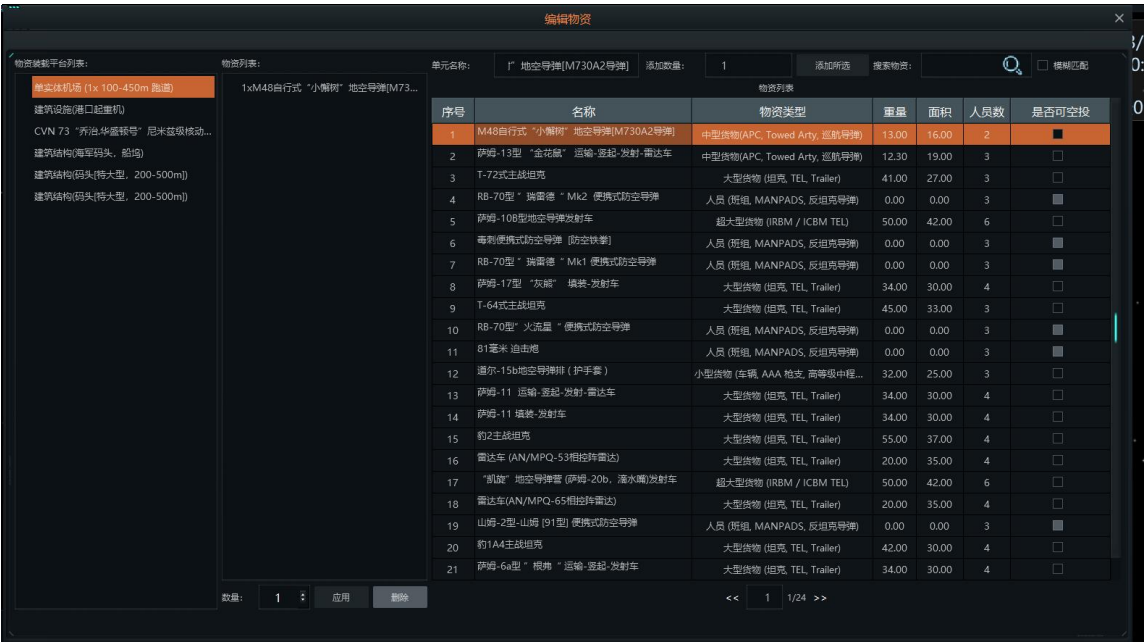 编辑物资
物资装载平台列表:
单实体机场 (1x 100-450m 跑道)
建筑设施(港口起重机)
CVN 73 “乔治.华盛顿号” 尼米兹级核动...
建筑结构(海军码头，船坞)
建筑结构(码头[特大型，200-500m])
建筑结构(码头[特大型，200-500m])
物资列表:
1xM48自行式 “小懈树” 地空导弹[M73...
数量: 1 应用 删除
单元名称: ” 地空导弹[M730A2导弹] 添加数量: 1 添加所选 搜索物资: 模糊匹配
物资列表
序号 名称 物资类型 重量 面积 人员数 是否可空投
1 M48自行式 “小懈树” 地空导弹[M730A2导弹] 中型货物(APC, Towed Arty, 巡航导弹) 13.00 16.00 2
2 萨姆-13型 “金花鼠” 运输-竖起-发射-雷达车 中型货物(APC, Towed Arty, 巡航导弹) 12.30 19.00 3
3 T-72式主战坦克 大型货物 (坦克, TEL, Trailer) 41.00 27.00 3
4 RB-70型 “ 瑞雷德 “ Mk2 便携式防空导弹 人员 (班组, MANPADS, 反坦克导弹) 0.00 0.00 3
5 萨姆-10B型地空导弹发射车 超大型货物 (IRBM / ICBM TEL) 50.00 42.00 6
6 毒刺便携式防空导弹 [防空铁拳] 人员 (班组, MANPADS, 反坦克导弹) 0.00 0.00 3
7 RB-70型 “ 瑞雷德 “ Mk1 便携式防空导弹 人员 (班组, MANPADS, 反坦克导弹) 0.00 0.00 3
8 萨姆-17型 “灰熊” 填装-发射车 大型货物 (坦克, TEL, Trailer) 34.00 30.00 4
9 T-64式主战坦克 大型货物 (坦克, TEL, Trailer) 45.00 33.00 3
10 RB-70型” 火流星 “ 便携式防空导弹 人员 (班组, MANPADS, 反坦克导弹) 0.00 0.00 3
11 81毫米 迫击炮 人员 (班组, MANPADS, 反坦克导弹) 0.00 0.00 3
12 道尔-15b地空导弹排 ( 护手套 ) 小型货物 (车辆, AAA 枪支, 高等级中程... 32.00 25.00 3
13 萨姆-11 运输-竖起-发射-雷达车 大型货物 (坦克, TEL, Trailer) 34.00 30.00 4
14 萨姆-11 填装-发射车 大型货物 (坦克, TEL, Trailer) 34.00 30.00 4
15 豹2主战坦克 大型货物 (坦克, TEL, Trailer) 55.00 37.00 4
16 雷达车 (AN/MPQ-53相控阵雷达) 大型货物 (坦克, TEL, Trailer) 20.00 35.00 4
17 “凯旋” 地空导弹营 (萨姆-20b，滴水嘴)发射车 超大型货物 (IRBM / ICBM TEL) 50.00 42.00 6
18 雷达车(AN/MPQ-65相控阵雷达) 大型货物 (坦克, TEL, Trailer) 20.00 35.00 4
19 山姆-2型-山姆 [91型] 便携式防空导弹 人员 (班组, MANPADS, 反坦克导弹) 0.00 0.00 3
20 豹1A4主战坦克 大型货物 (坦克, TEL, Trailer) 42.00 30.00 4
21 萨姆-6a型 “ 根弗 “ 运输-竖起-发射车 大型货物 (坦克, TEL, Trailer) 34.00 30.00 4
<< 1 1/24 >>